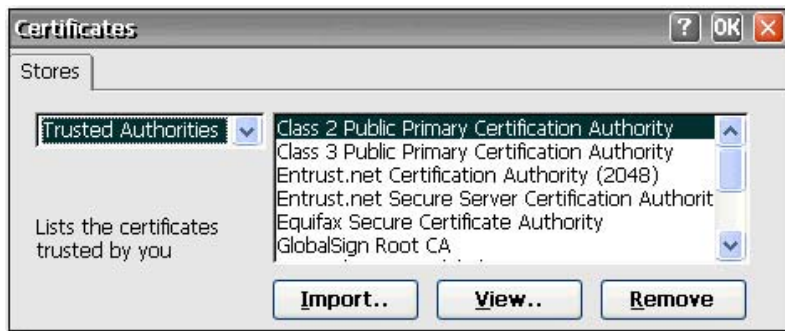 Certificates ? OK
Stores
Trusted Authorities
Class 2 Public Primary Certification Authority
Class 3 Public Primary Certification Authority
Entrust.net Certification Authority (2048)
Entrust.net Secure Server Certification Authorit
Equifax Secure Certificate Authority
GlobalSign Root CA
Lists the certificates
trusted by you
Import..
View..
Remove